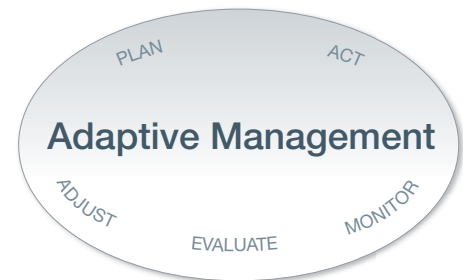 PLAN
ACT
Adaptive Management
ADJUST
MONITOR
EVALUATE